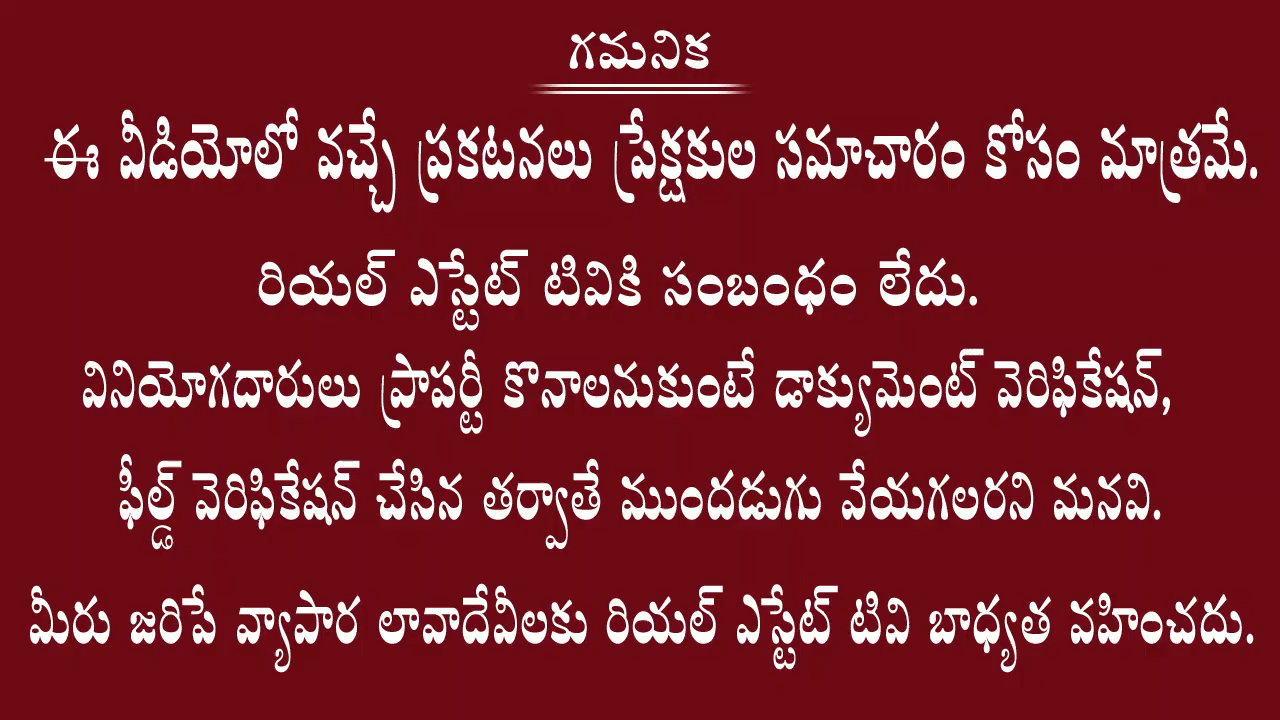 గమనిక
ఈ వీడియోలో వచ్చే ప్రకటనలు ప్రేక్షకుల సమాచారం కోసం మాత్రమే.
రియల్ ఎస్టేట్ టివికి సంబంధం లేదు.
వినియోగదారులు ప్రాపర్టీ కొనాలనుకుంటే డాక్యుమెంట్ వెరిఫికేషన్,
ఫీల్డ్ వెరిఫికేషన్ చేసిన తర్వాతే ముందడుగు వేయగలరని మనవి.
మీరు జరిపే వ్యాపార లావాదేవీలకు రియల్ ఎస్టేట్ టివి బాధ్యత వహించదు.